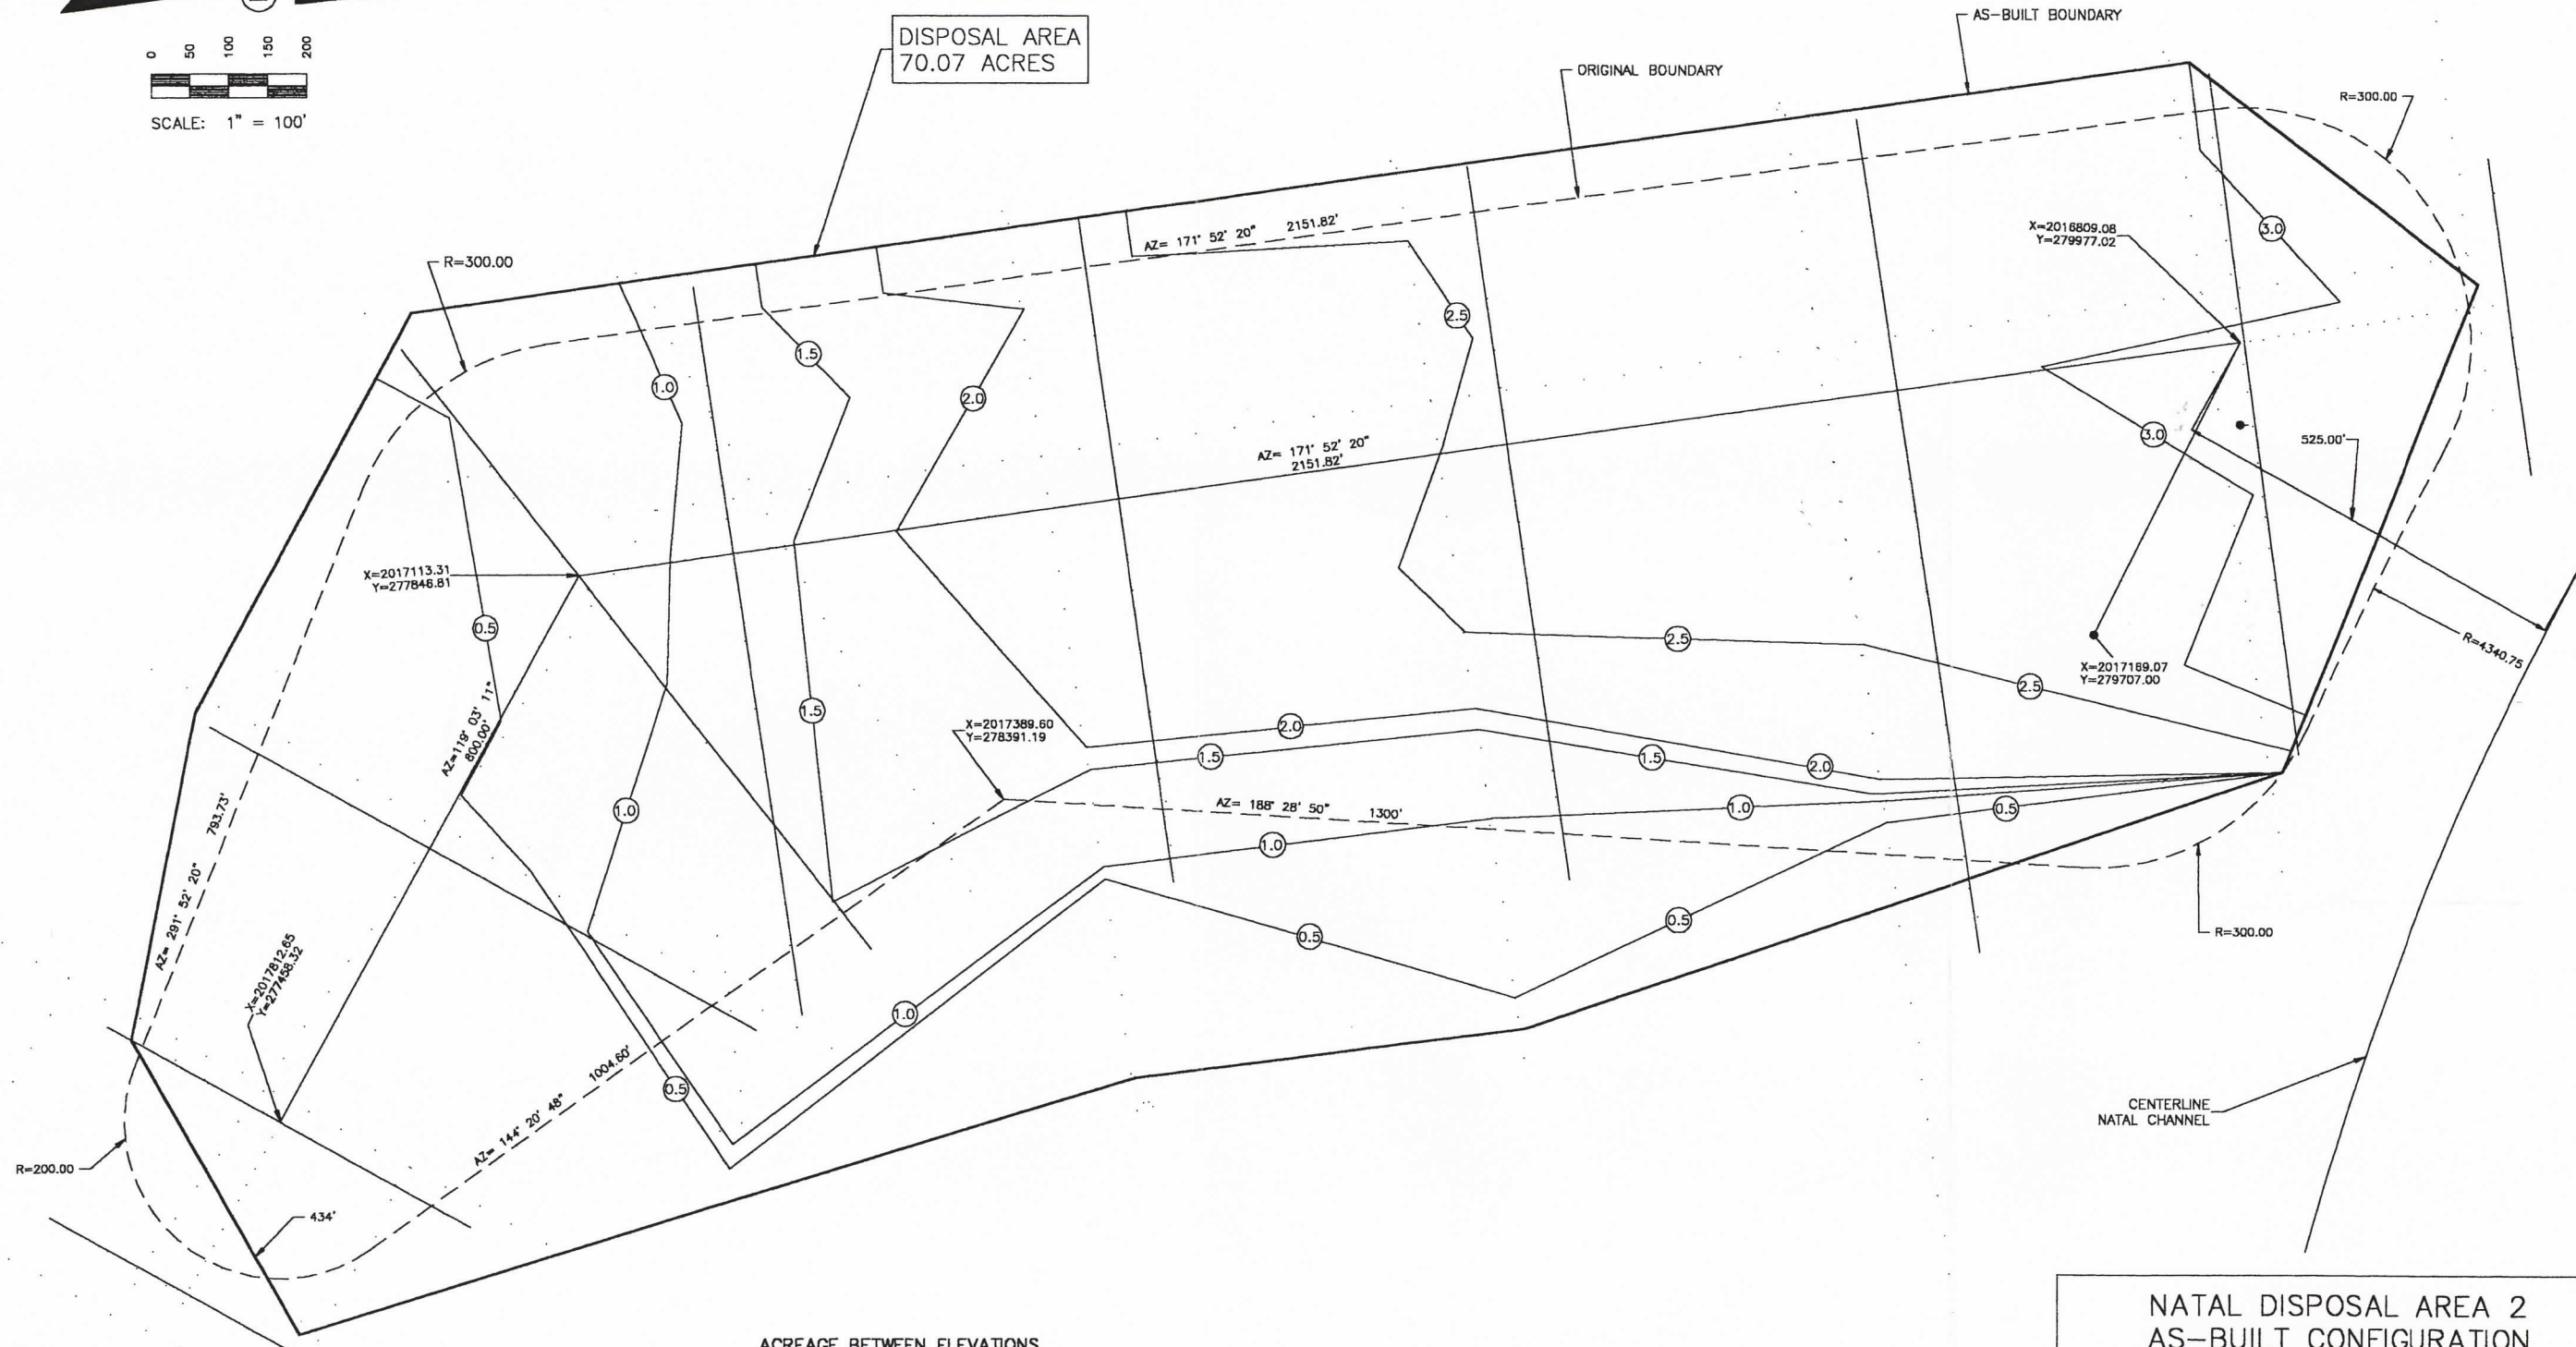 0 50 100 150 200
SCALE: 1" = 100'
DISPOSAL AREA
70.07 ACRES
AS-BUILT BOUNDARY
ORIGINAL BOUNDARY
R=300.00
R=300.00
AZ= 171° 52' 20" 2151.82'
X=2016809.08
Y=279977.02
3.0
2.5
1.0
1.5
2.0
3.0
525.00'
AZ= 171° 52' 20"
2151.82'
X=2017113.31
Y=277846.81
0.5
2.5
2.5
R=4340.75
X=2017169.07
Y=279707.00
AZ=119° 03' 11"
800.00'
1.5
X=2017389.60
Y=278391.19
2.0
1.5
1.5
2.0
AZ= 188° 28' 50" 1300'
1.0
0.5
1.0
1.0
AZ= 291° 52' 20" 793.73'
X=2017812.65
Y=277458.32
0.5
0.5
R=300.00
1.0
AZ= 144° 20' 48" 1004.60'
0.5
R=200.00
434'
CENTERLINE
NATAL CHANNEL
ACREAGE BETWEEN ELEVATIONS
NATAL DISPOSAL AREA 2
AS-BUILT CONFIGURATION